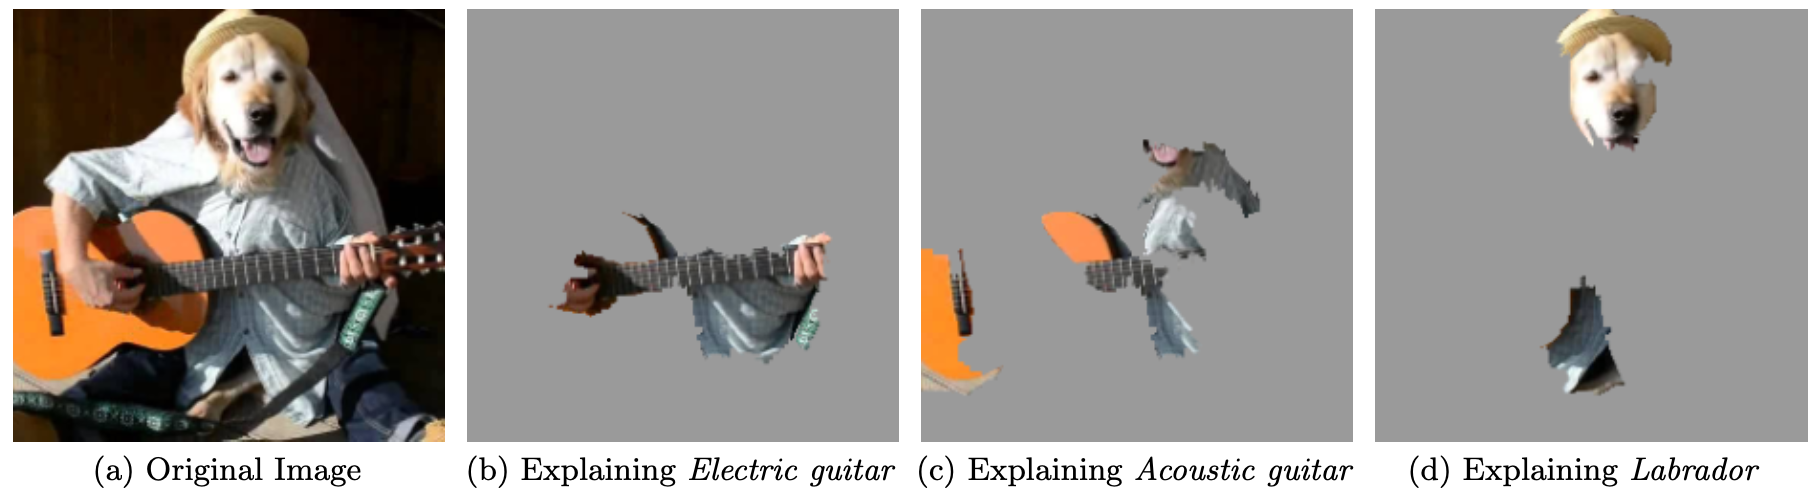 (a) Original Image
(b) Explaining Electric guitar
(c) Explaining Acoustic guitar
(d) Explaining Labrador